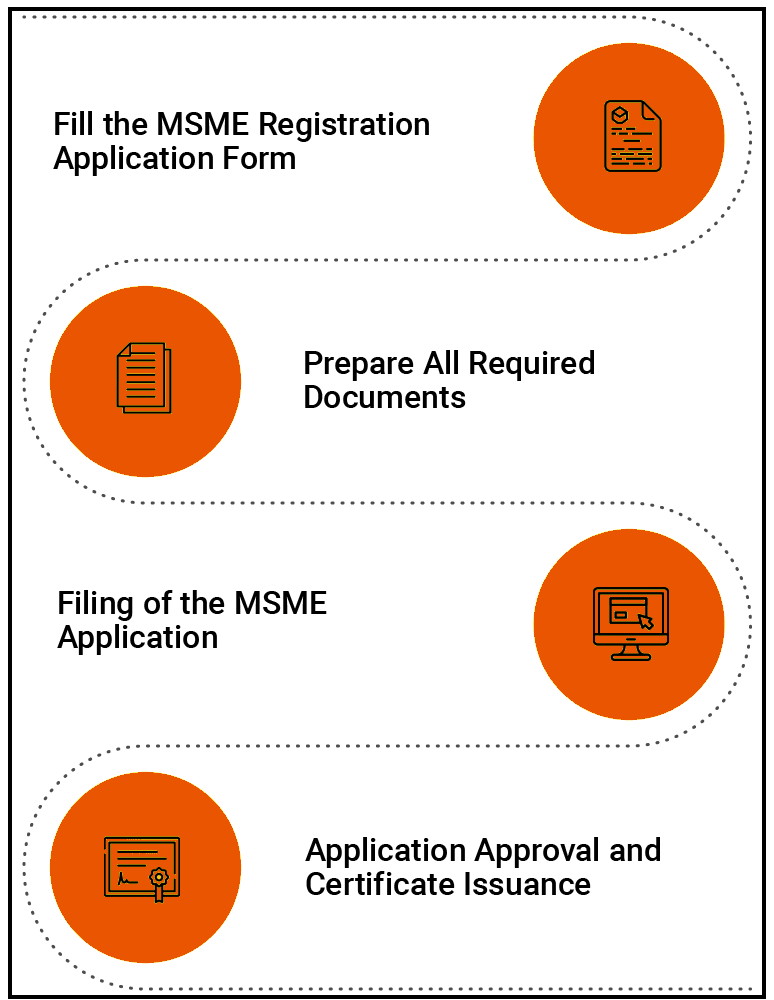 Fill the MSME Registration
Application Form
Prepare All Required
Documents
Filing of the MSME
Application
Application Approval and
Certificate Issuance